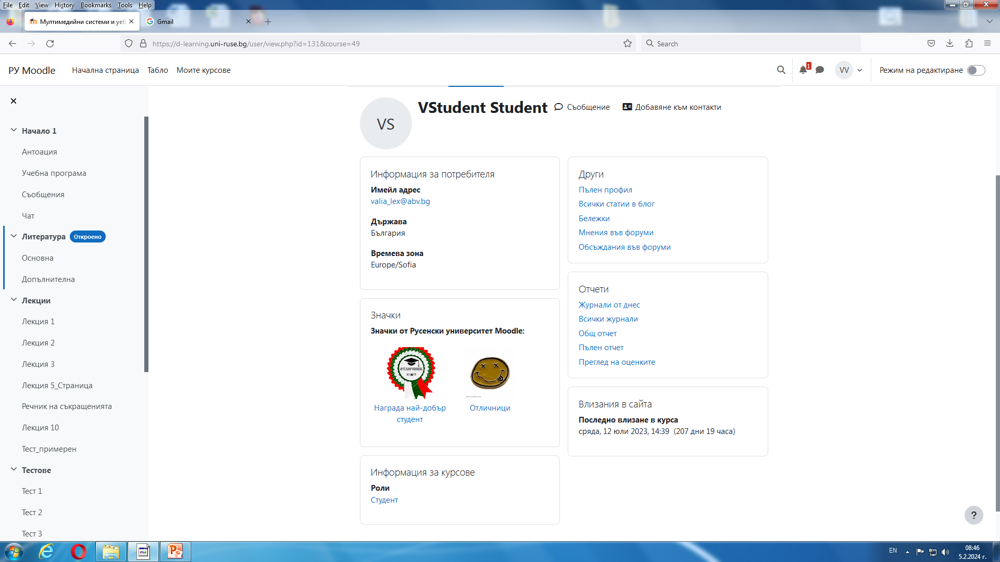 File Edit View History Bookmarks Tools Help
Мултимедийни системи и уеб
Gmail
https://d-learning.uni-ruse.bg/user/view.php?id=131&course=49
Search
РУ Moodle
Начална страница
Табло
Моите курсове
1
VV
Режим на редактиране
Начало 1
Антоация
Учебна програма
Съобщения
Чат
Литература
Откроено
Основна
Допълнителна
Лекции
Лекция 1
Лекция 2
Лекция 3
Лекция 5_Страница
Речник на съкращенията
Лекция 10
Тест_примерен
Тестове
Тест 1
Тест 2
Тест 3
VS
VStudent Student
Съобщение
Добавяне към контакти
Информация за потребителя
Имейл адрес
valia_lex@abv.bg
Държава
България
Времева зона
Europe/Sofia
Значки
Значки от Русенски университет Moodle:
ОТЛИЧНИК
Награда най-добър
студент
Отличници
Информация за курсове
Роли
Студент
Други
Пълен профил
Всички статии в блог
Бележки
Мнения във форуми
Обсъждания във форуми
Отчети
Журнали от днес
Всички журнали
Общ отчет
Пълен отчет
Преглед на оценките
Влизания в сайта
Последно влизане в курса
сряда, 12 юли 2023, 14:39 (207 дни 19 часа)
?
EN
08:46
5.2.2024 г.